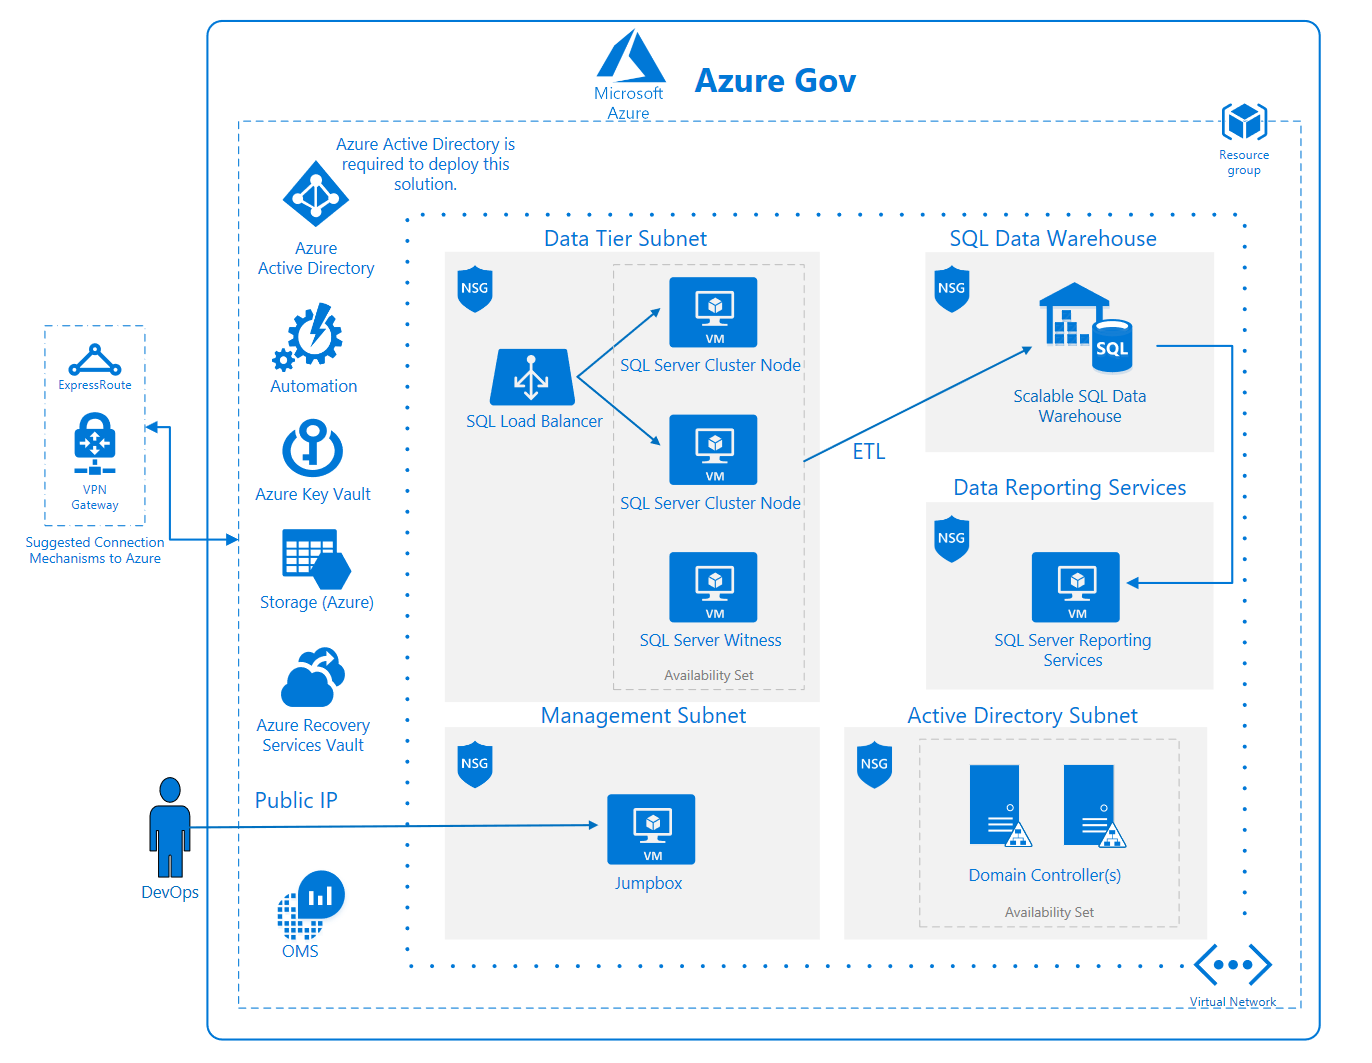 Microsoft
Azure
Azure Gov
Resource
group
Azure Active Directory is
required to deploy this
solution.
Azure
Active Directory
Automation
Azure Key Vault
Storage (Azure)
Azure Recovery
Services Vault
Public IP
OMS
ExpressRoute
VPN
Gateway
Suggested Connection
Mechanisms to Azure
DevOps
Data Tier Subnet
NSG
SQL Load Balancer
VM
SQL Server Cluster Node
VM
SQL Server Cluster Node
VM
SQL Server Witness
Availability Set
ETL
SQL Data Warehouse
NSG
SQL
Scalable SQL Data
Warehouse
Data Reporting Services
NSG
VM
SQL Server Reporting
Services
Management Subnet
NSG
VM
Jumpbox
Active Directory Subnet
NSG
Domain Controller(s)
Availability Set
Virtual Network